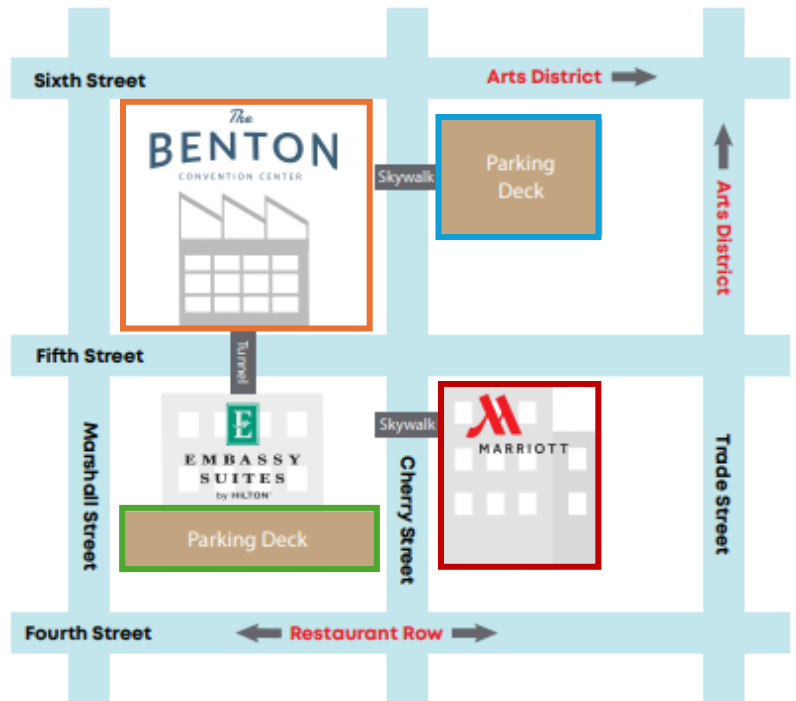 Sixth Street
Arts District
The
BENTON
CONVENTION CENTER
Skywalk
Parking
Deck
Arts District
Fifth Street
Tunnel
E
EMBASSY
SUITES
by HILTON™
Parking Deck
Skywalk
MARRIOTT
Marshall Street
Cherry Street
Trade Street
Fourth Street
Restaurant Row